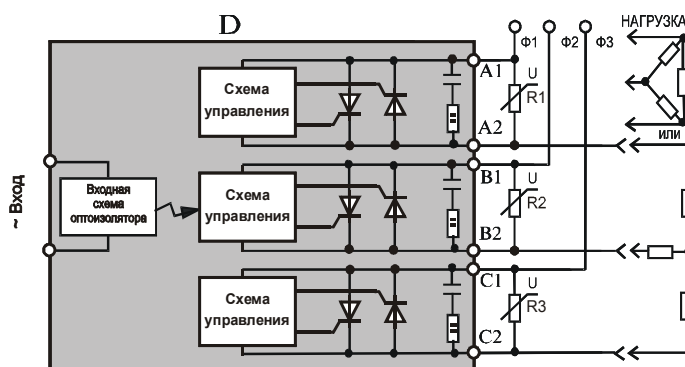 D
Ф1
Ф2
Ф3
НАГРУЗКА
Схема
управления
A1
U
R1
A2
ИЛИ
~ Вход
Входная
схема
оптоизолятора
Схема
управления
B1
U
R2
B2
Схема
управления
C1
U
R3
C2